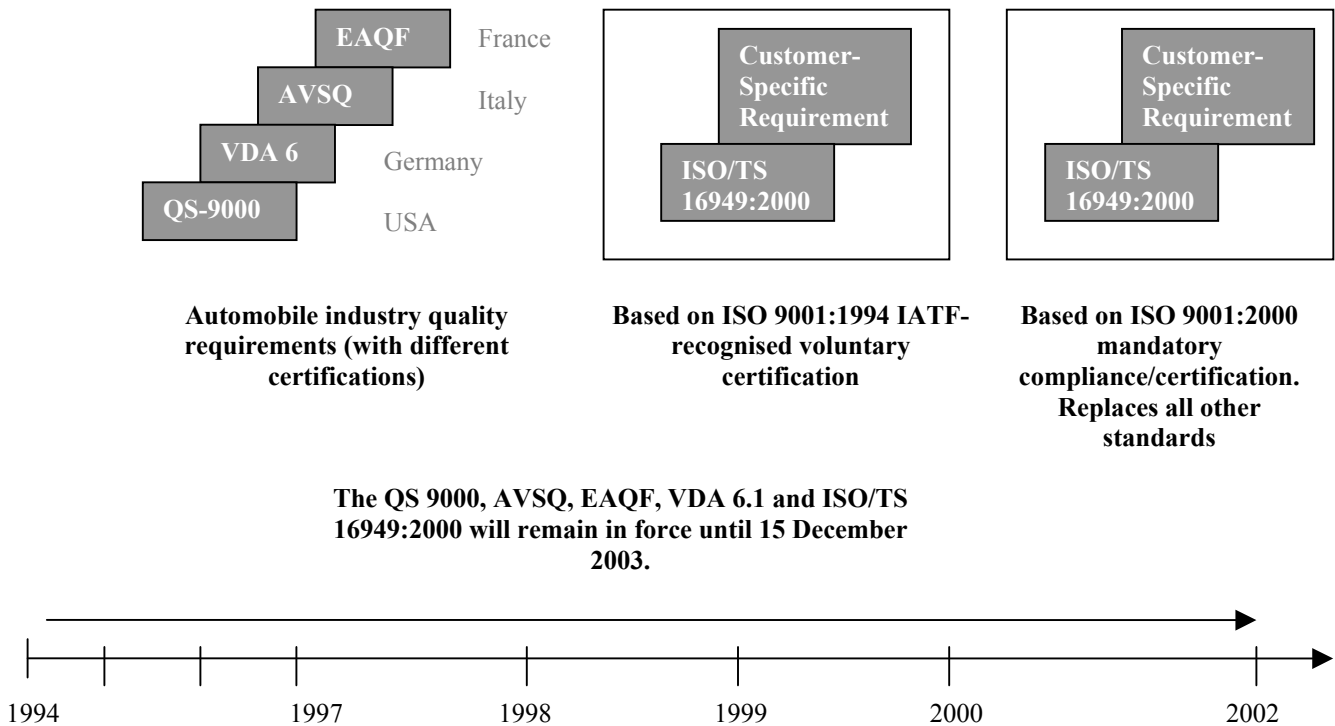 EAQF France
AVSQ Italy
VDA 6 Germany
QS-9000 USA
Customer-
Specific
Requirement
ISO/TS
16949:2000
Customer-
Specific
Requirement
ISO/TS
16949:2000
Automobile industry quality
requirements (with different
certifications)
Based on ISO 9001:1994 IATF-
recognised voluntary
certification
Based on ISO 9001:2000
mandatory
compliance/certification.
Replaces all other
standards
The QS 9000, AVSQ, EAQF, VDA 6.1 and ISO/TS
16949:2000 will remain in force until 15 December
2003.
1994 1997 1998 1999 2000 2002